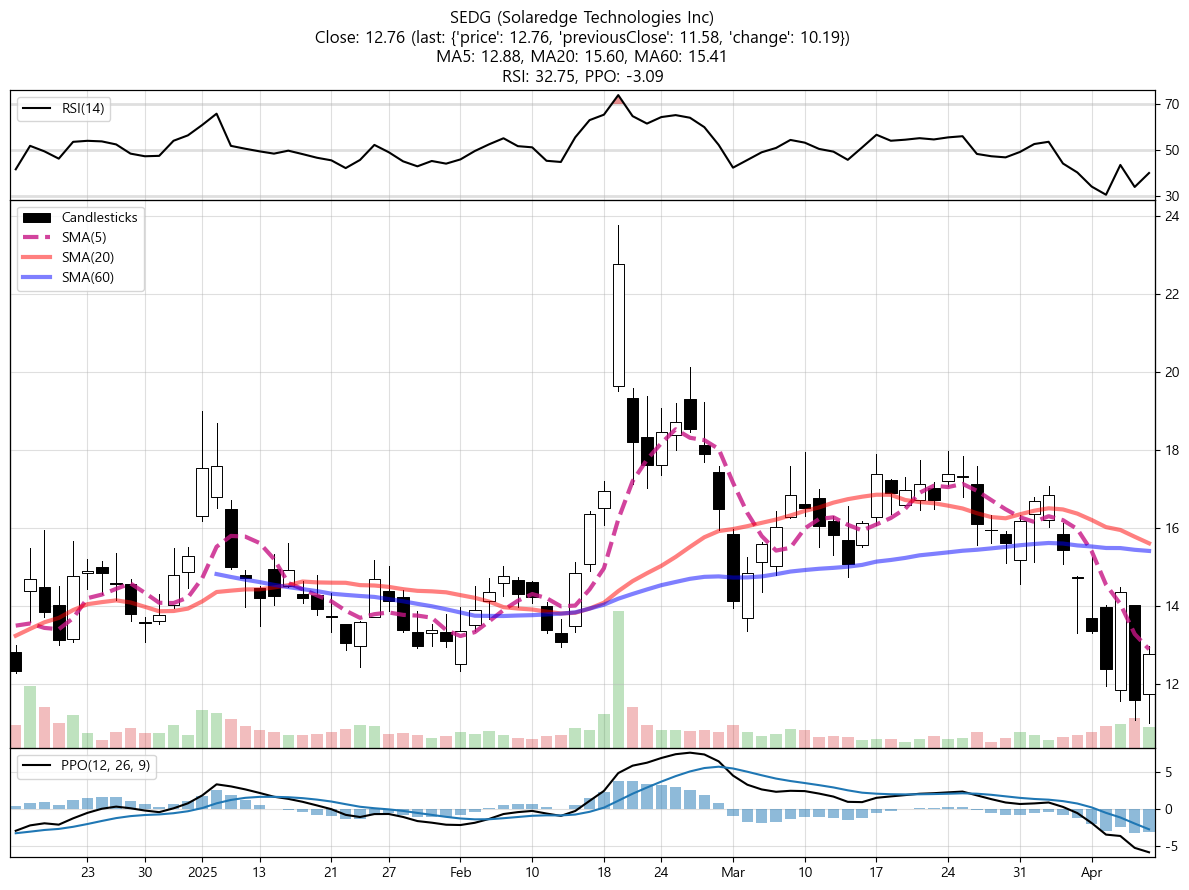 SEDG (Solaredge Technologies Inc)
Close: 12.76 (last: {'price': 12.76, 'previousClose': 11.58, 'change': 10.19})
MA5: 12.88, MA20: 15.60, MA60: 15.41
RSI: 32.75, PPO: -3.09
RSI(14)
70
50
30
Candlesticks
SMA(5)
SMA(20)
SMA(60)
24
22
20
18
16
14
12
PPO(12, 26, 9)
5
0
-5
23 30 2025 13 21 27 Feb 10 18 24 Mar 10 17 24 31 Apr